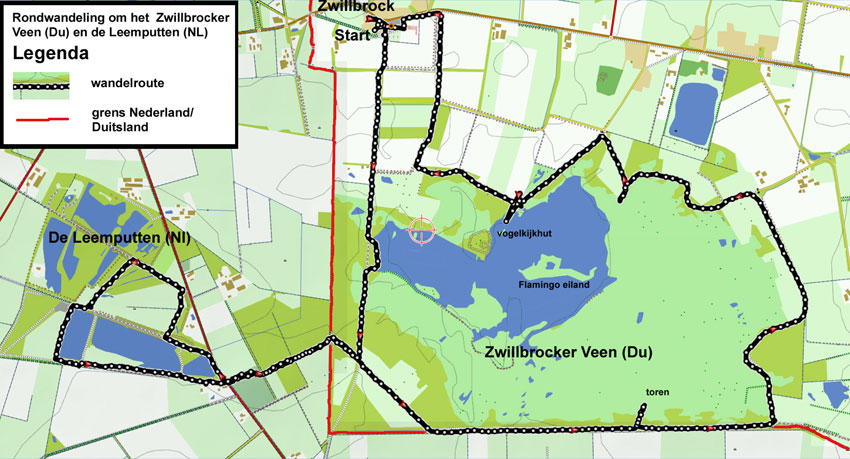 Rondwandeling om het Zwillbrocker
Veen (Du) en de Leemputten (NL)
Legenda
wandelroute
grens Nederland/
Duitsland
Zwillbrock
Start
De Leemputten (Nl)
vogelkijkhut
Flamingo eiland
Zwillbrocker Veen (Du)
toren